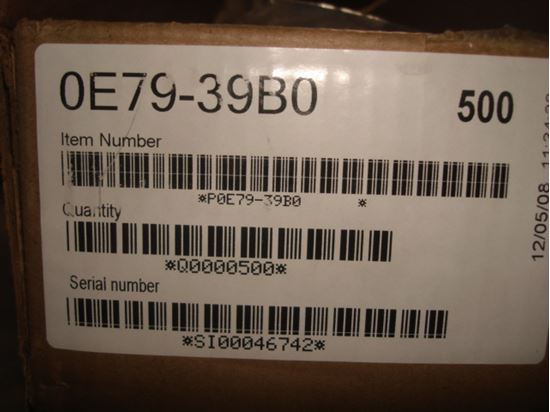 0E79-39B0 500
Item Number
*P0E79-39B0 *
Quantity
*Q0000500*
Serial number
*SI00046742*
12/05/08